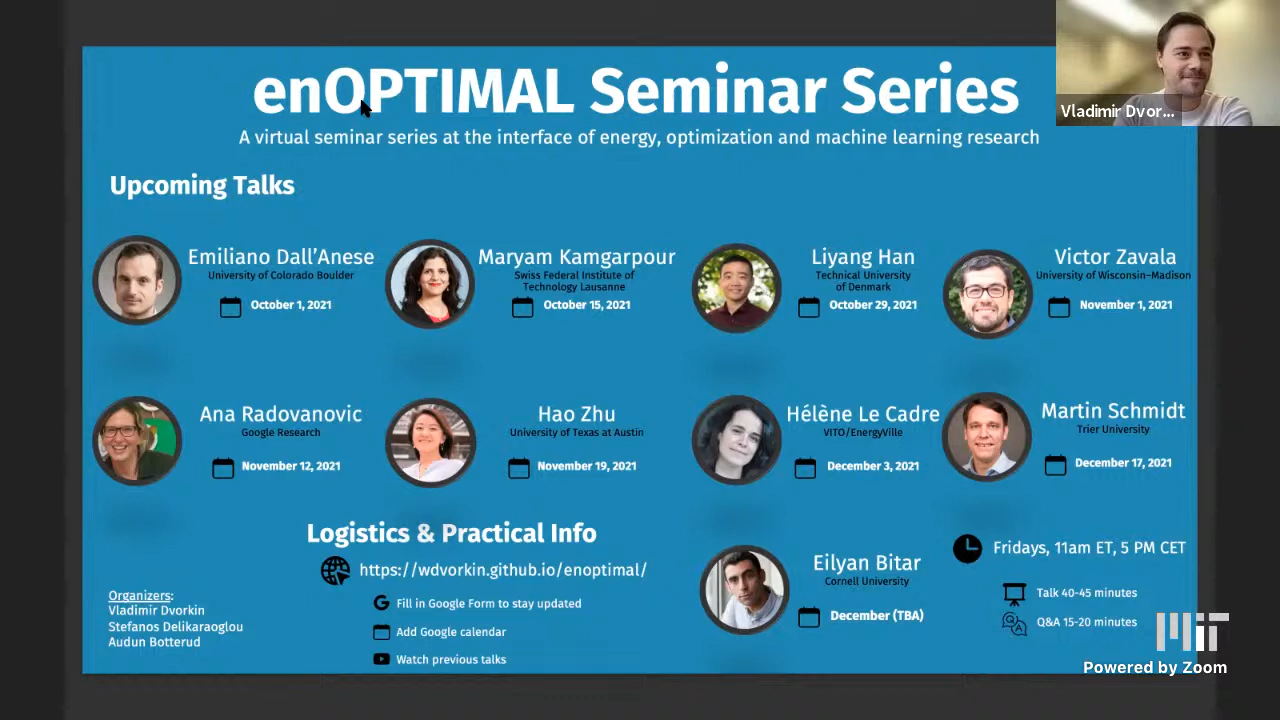 enOPTIMAL Seminar Series
A virtual seminar series at the interface of energy, optimization and machine learning research
Vladimir Dvor...
Upcoming Talks
Emiliano Dall'Anese
University of Colorado Boulder
October 1, 2021
Maryam Kamgarpour
Swiss Federal Institute of
Technology Lausanne
October 15, 2021
Liyang Han
Technical University
of Denmark
October 29, 2021
Victor Zavala
University of Wisconsin–Madison
November 1, 2021
Ana Radovanovic
Google Research
November 12, 2021
Hao Zhu
University of Texas at Austin
November 19, 2021
Hélène Le Cadre
VITO/EnergyVille
December 3, 2021
Martin Schmidt
Trier University
December 17, 2021
Logistics & Practical Info
https://wdvorkin.github.io/enoptimal/
G Fill in Google Form to stay updated
Add Google calendar
Watch previous talks
Organizers:
Vladimir Dvorkin
Stefanos Delikaraoglou
Audun Botterud
Eilyan Bitar
Cornell University
December (TBA)
Fridays, 11am ET, 5 PM CET
Talk 40-45 minutes
Q&A Q&A 15-20 minutes
MIT
Powered by Zoom